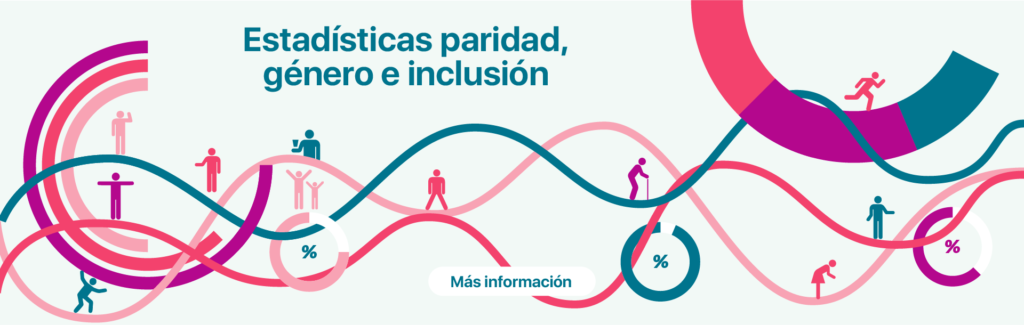 Estadísticas paridad,
género e inclusión
%
%
%
Más información